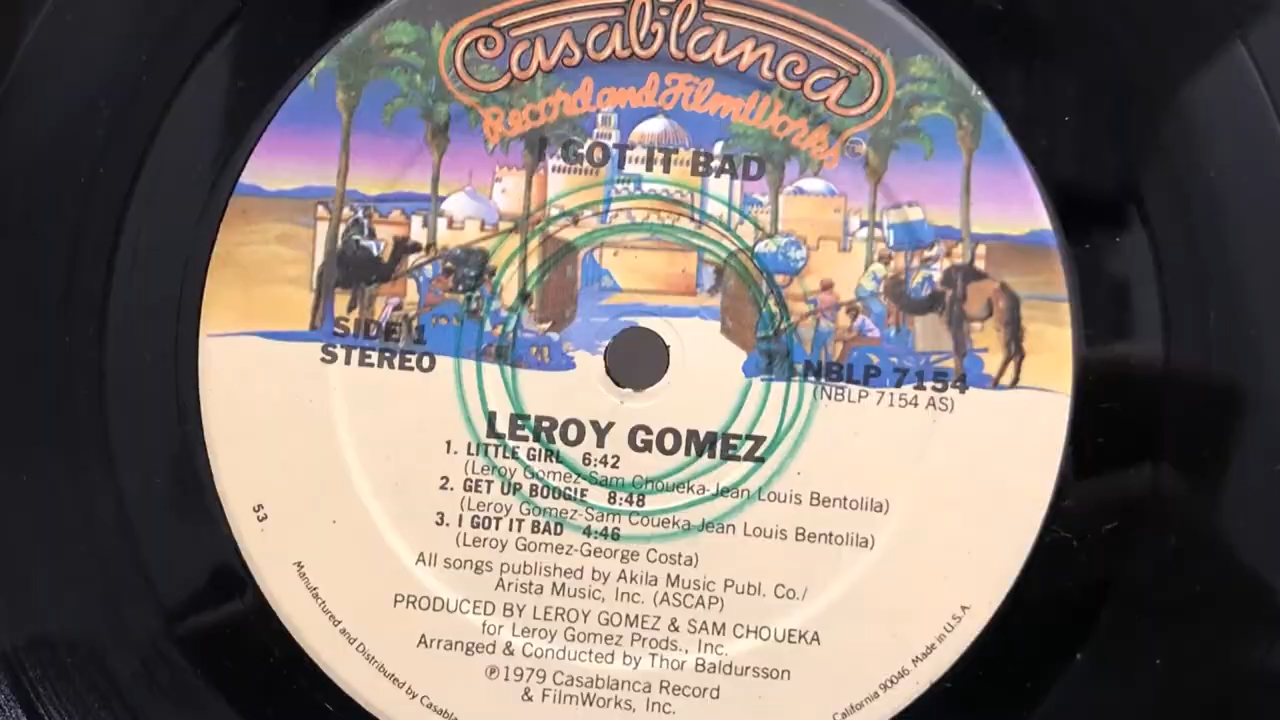 Casablanca
Record and FilmWorks
I GOT IT BAD
SIDE 1
STEREO
NBLP 7154
(NBLP 7154 AS)
LEROY GOMEZ
1. LITTLE GIRL 6:42
(Leroy Gomez-Sam Choueka-Jean Louis Bentolila)
2. GET UP BOOGIE 8:48
(Leroy Gomez-Sam Coueka-Jean Louis Bentolila)
3. I GOT IT BAD 4:46
(Leroy Gomez-George Costa)
All songs published by Akila Music Publ. Co./
Arista Music, Inc. (ASCAP)
PRODUCED BY LEROY GOMEZ & SAM CHOUEKA
for Leroy Gomez Prods., Inc.
Arranged & Conducted by Thor Baldursson
℗1979 Casablanca Record
& FilmWorks, Inc.
53
Manufactured and Distributed by Casabla
California 90046. Made in U.S.A.